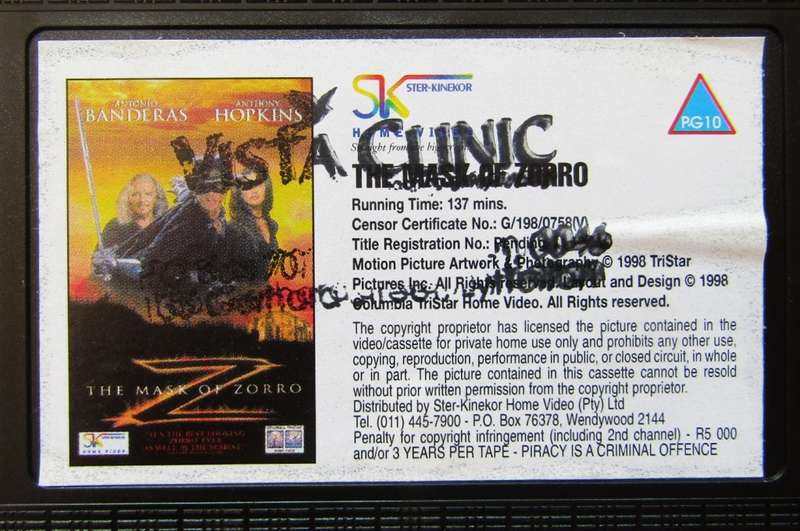 ANTONIO BANDERAS
ANTHONY HOPKINS
THE MASK OF ZORRO
STER-KINEKOR
HOME VIDEO
SK
STER-KINEKOR
HOME VIDEO
Straight from the big screen
P&G10
VISTA CLINIC
THE MASK OF ZORRO
Running Time: 137 mins.
Censor Certificate No.: G/198/0758(V)
Title Registration No.: Pending
Motion Picture Artwork & Photography © 1998 TriStar
Pictures Inc. All Rights reserved. Layout and Design © 1998
Columbia TriStar Home Video. All Rights reserved.
The copyright proprietor has licensed the picture contained in the
video/cassette for private home use only and prohibits any other use,
copying, reproduction, performance in public, or closed circuit, in whole
or in part. The picture contained in this cassette cannot be resold
without prior written permission from the copyright proprietor.
Distributed by Ster-Kinekor Home Video (Pty) Ltd
Tel. (011) 445-7900 - P.O. Box 76378, Wendywood 2144
Penalty for copyright infringement (including 2nd channel) - R5 000
and/or 3 YEARS PER TAPE - PIRACY IS A CRIMINAL OFFENCE